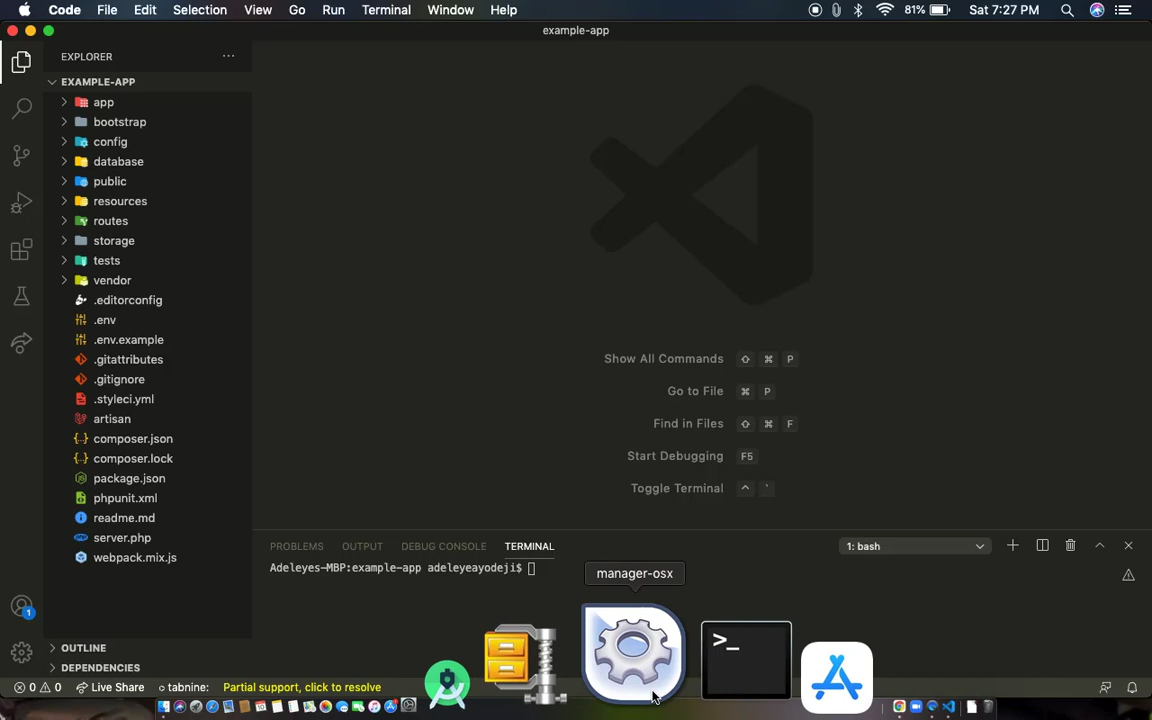 Code File Edit Selection View Go Run Terminal Window Help 81% Sat 7:27 PM
example-app
EXPLORER
EXAMPLE-APP
app
bootstrap
config
database
public
resources
routes
storage
tests
vendor
.editorconfig
.env
.env.example
.gitattributes
.gitignore
.styleci.yml
artisan
composer.json
composer.lock
package.json
phpunit.xml
readme.md
server.php
webpack.mix.js
OUTLINE
DEPENDENCIES
Show All Commands ⇧ ⌘ P
Go to File ⌘ P
Find in Files ⇧ ⌘ F
Start Debugging F5
Toggle Terminal ^ `
PROBLEMS OUTPUT DEBUG CONSOLE TERMINAL 1: bash
Adeleyes-MBP:example-app adeleyeayodeji$
manager-osx
>_
1
0 0 Live Share tabnine: Partial support, click to resolve